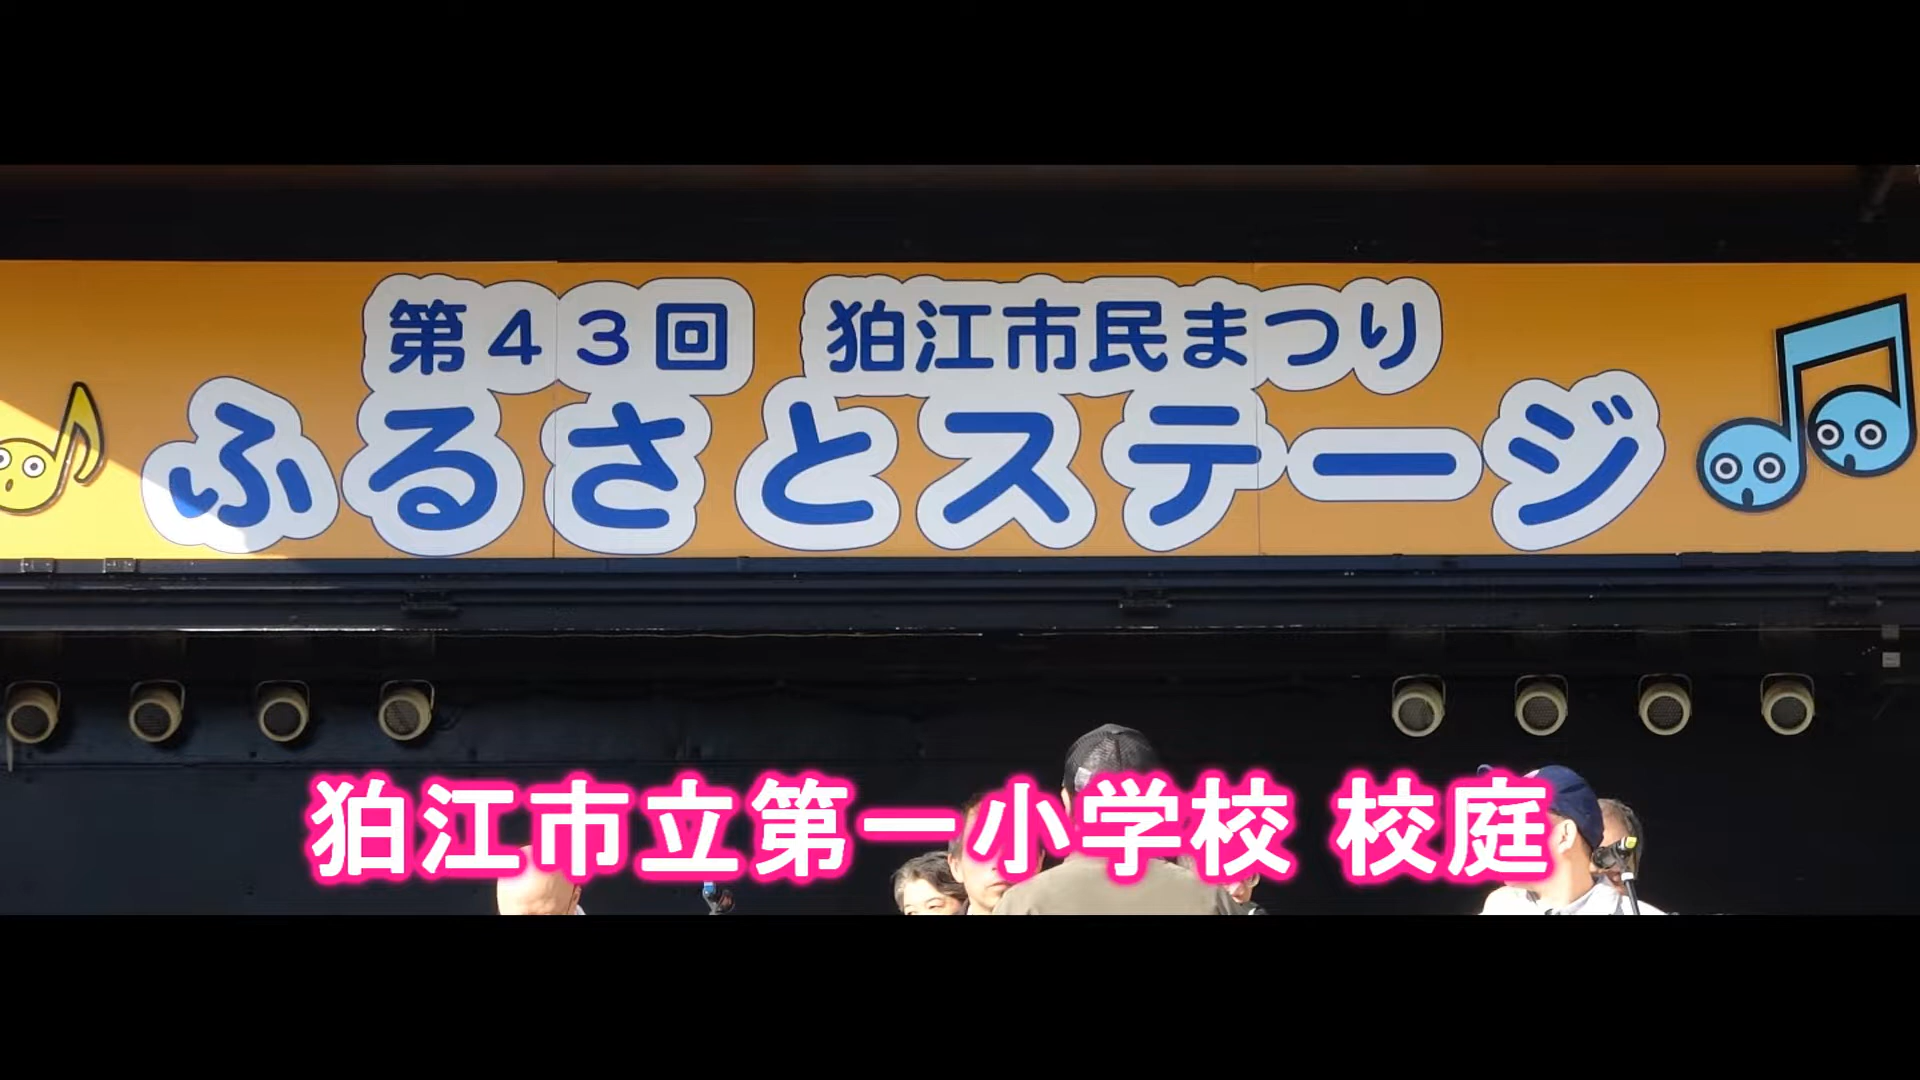 第４３回　狛江市民まつり
ふるさとステージ
狛江市立第一小学校 校庭